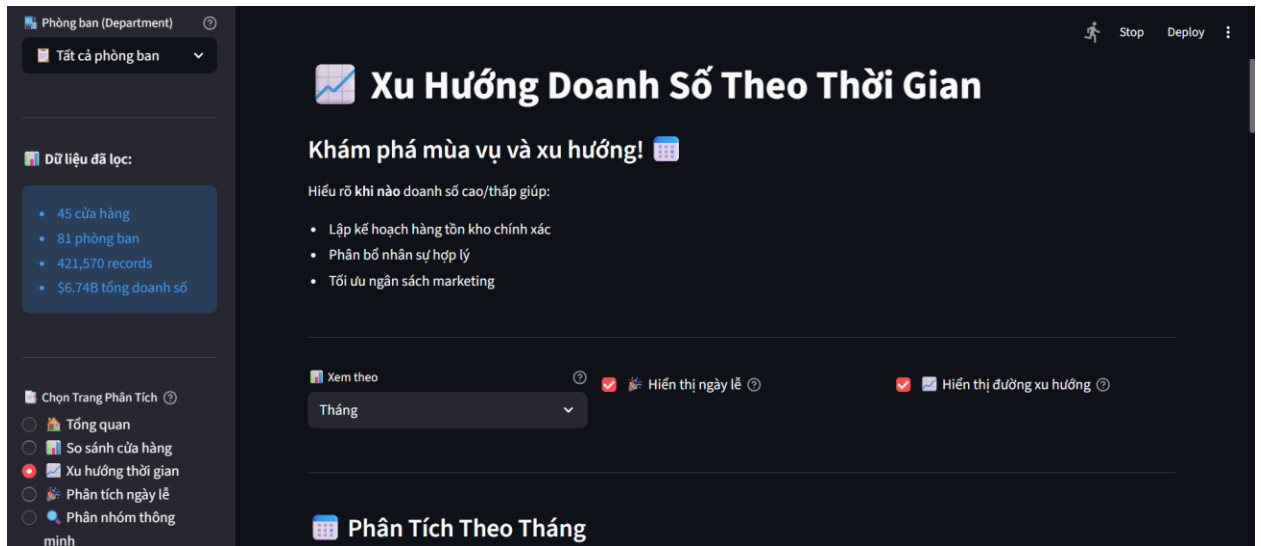 Phòng ban (Department)
Tất cả phòng ban
Dữ liệu đã lọc:
• 45 cửa hàng
• 81 phòng ban
• 421,570 records
• $6.74B tổng doanh số
Chọn Trang Phân Tích
Tổng quan
So sánh cửa hàng
Xu hướng thời gian
Phân tích ngày lễ
Phân nhóm thông
minh
Stop Deploy
Xu Hướng Doanh Số Theo Thời Gian
Khám phá mùa vụ và xu hướng!
Hiểu rõ khi nào doanh số cao/thấp giúp:
• Lập kế hoạch hàng tồn kho chính xác
• Phân bổ nhân sự hợp lý
• Tối ưu ngân sách marketing
Xem theo
Tháng
Hiển thị ngày lễ
Hiển thị đường xu hướng
Phân Tích Theo Tháng